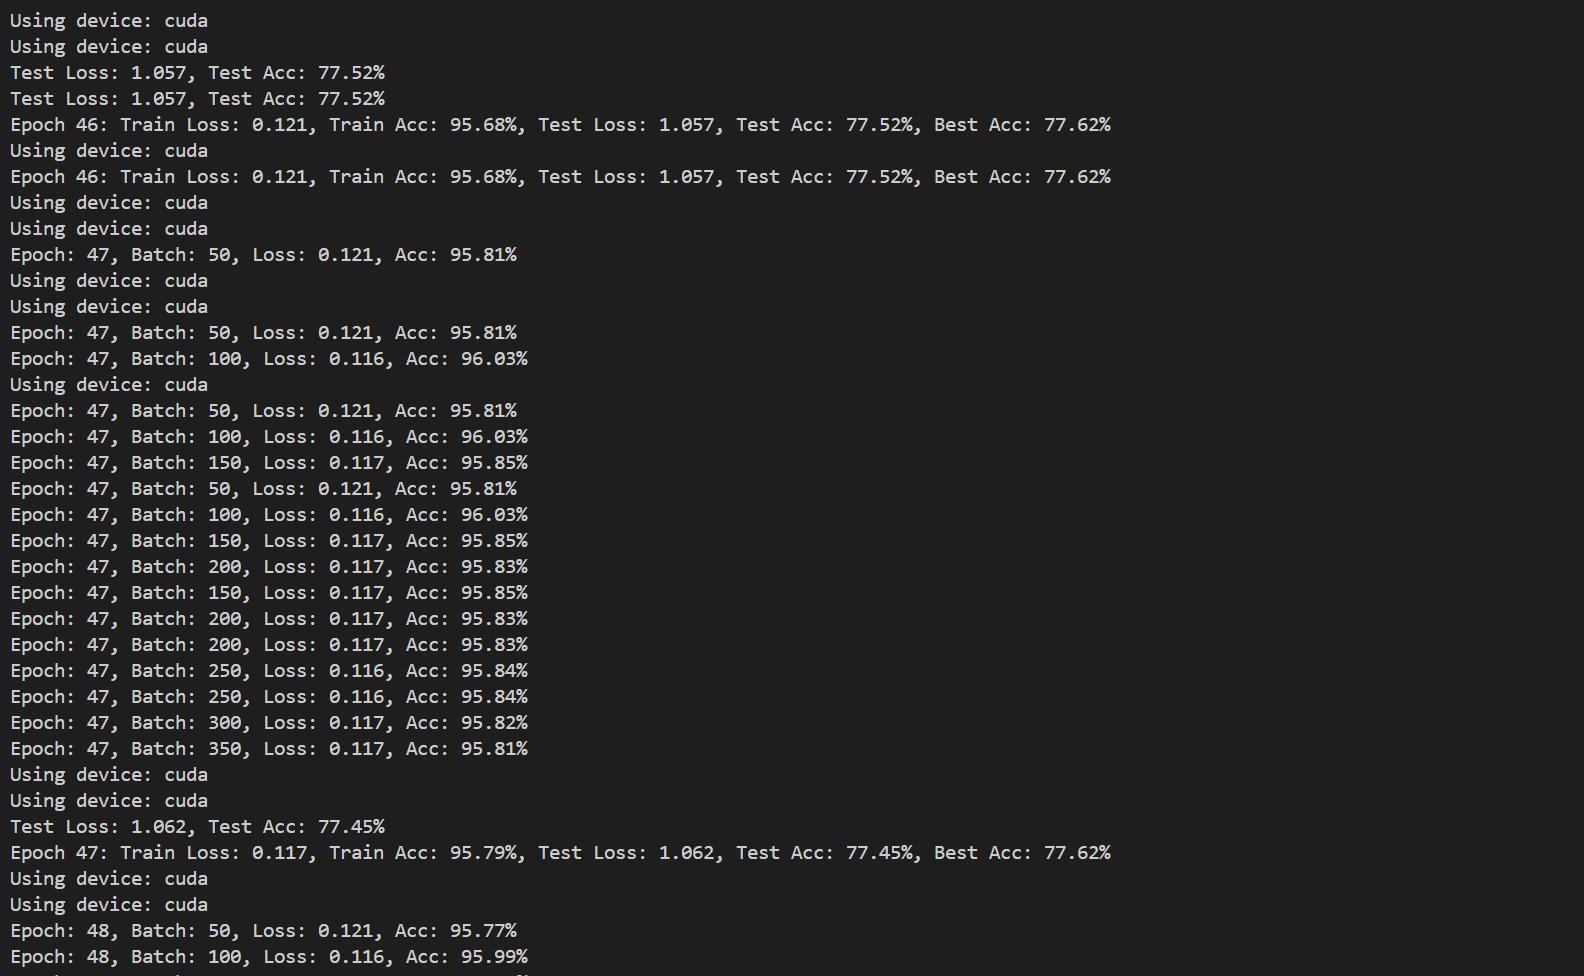 Using device: cuda
Using device: cuda
Test Loss: 1.057, Test Acc: 77.52%
Test Loss: 1.057, Test Acc: 77.52%
Epoch 46: Train Loss: 0.121, Train Acc: 95.68%, Test Loss: 1.057, Test Acc: 77.52%, Best Acc: 77.62%
Using device: cuda
Epoch 46: Train Loss: 0.121, Train Acc: 95.68%, Test Loss: 1.057, Test Acc: 77.52%, Best Acc: 77.62%
Using device: cuda
Using device: cuda
Epoch: 47, Batch: 50, Loss: 0.121, Acc: 95.81%
Using device: cuda
Using device: cuda
Epoch: 47, Batch: 50, Loss: 0.121, Acc: 95.81%
Epoch: 47, Batch: 100, Loss: 0.116, Acc: 96.03%
Using device: cuda
Epoch: 47, Batch: 50, Loss: 0.121, Acc: 95.81%
Epoch: 47, Batch: 100, Loss: 0.116, Acc: 96.03%
Epoch: 47, Batch: 150, Loss: 0.117, Acc: 95.85%
Epoch: 47, Batch: 50, Loss: 0.121, Acc: 95.81%
Epoch: 47, Batch: 100, Loss: 0.116, Acc: 96.03%
Epoch: 47, Batch: 150, Loss: 0.117, Acc: 95.85%
Epoch: 47, Batch: 200, Loss: 0.117, Acc: 95.83%
Epoch: 47, Batch: 150, Loss: 0.117, Acc: 95.85%
Epoch: 47, Batch: 200, Loss: 0.117, Acc: 95.83%
Epoch: 47, Batch: 200, Loss: 0.117, Acc: 95.83%
Epoch: 47, Batch: 250, Loss: 0.116, Acc: 95.84%
Epoch: 47, Batch: 250, Loss: 0.116, Acc: 95.84%
Epoch: 47, Batch: 300, Loss: 0.117, Acc: 95.82%
Epoch: 47, Batch: 350, Loss: 0.117, Acc: 95.81%
Using device: cuda
Using device: cuda
Test Loss: 1.062, Test Acc: 77.45%
Epoch 47: Train Loss: 0.117, Train Acc: 95.79%, Test Loss: 1.062, Test Acc: 77.45%, Best Acc: 77.62%
Using device: cuda
Using device: cuda
Epoch: 48, Batch: 50, Loss: 0.121, Acc: 95.77%
Epoch: 48, Batch: 100, Loss: 0.116, Acc: 95.99%